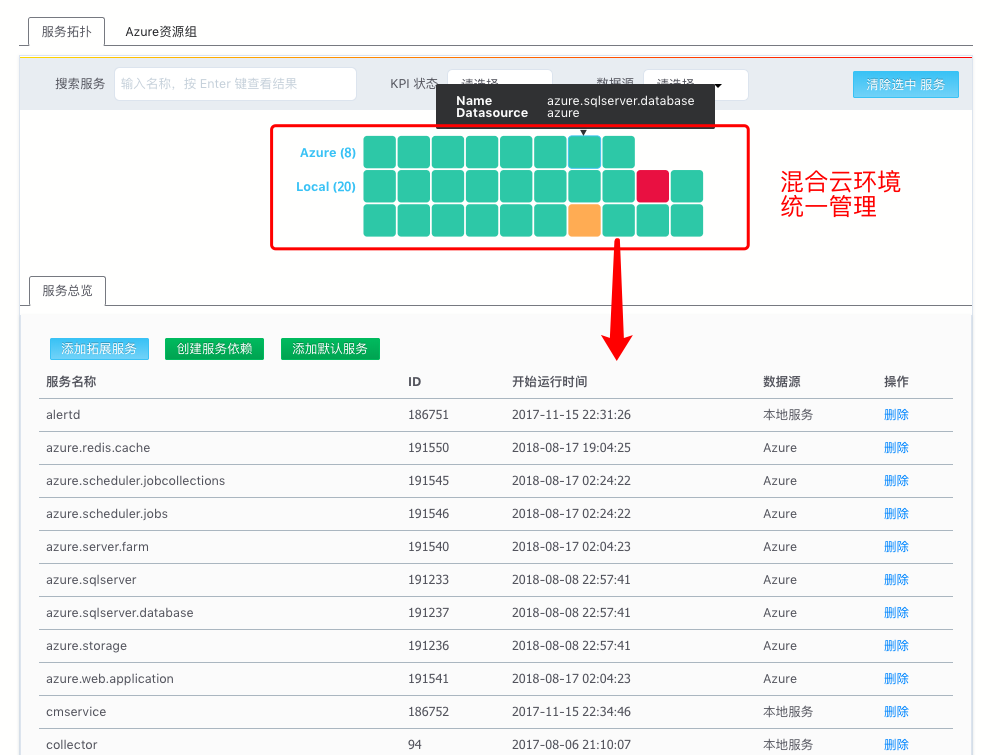 服务拓扑 Azure资源组
搜索服务 输入名称，按 Enter 键查看结果 KPI 状态 请选择 数据源 请选择 清除选中 服务
Name azure.sqlserver.database
Datasource azure
Azure (8)
Local (20)
混合云环境
统一管理
服务总览
添加拓展服务 创建服务依赖 添加默认服务
服务名称 ID 开始运行时间 数据源 操作
alertd 186751 2017-11-15 22:31:26 本地服务 删除
azure.redis.cache 191550 2018-08-17 19:04:25 Azure 删除
azure.scheduler.jobcollections 191545 2018-08-17 02:24:22 Azure 删除
azure.scheduler.jobs 191546 2018-08-17 02:24:22 Azure 删除
azure.server.farm 191540 2018-08-17 02:04:23 Azure 删除
azure.sqlserver 191233 2018-08-08 22:57:41 Azure 删除
azure.sqlserver.database 191237 2018-08-08 22:57:41 Azure 删除
azure.storage 191236 2018-08-08 22:57:41 Azure 删除
azure.web.application 191541 2018-08-17 02:04:23 Azure 删除
cmservice 186752 2017-11-15 22:34:46 本地服务 删除
collector 94 2017-08-06 21:10:07 本地服务 删除